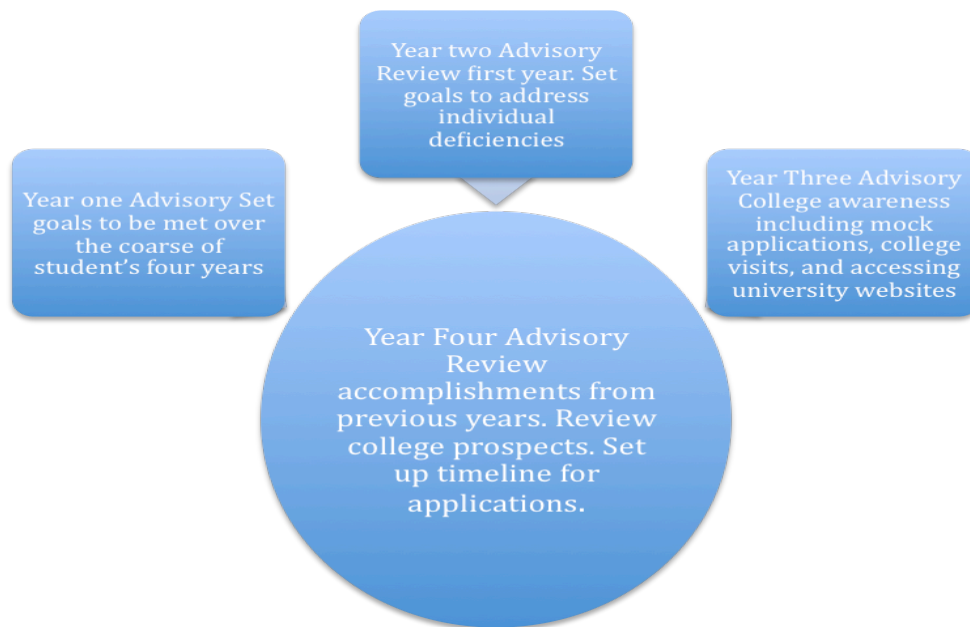 Year two Advisory
Review first year. Set
goals to address
individual
deficiencies
Year one Advisory Set
goals to be met over
the coarse of
student's four years
Year Three Advisory
College awareness
including mock
applications, college
visits, and accessing
university websites
Year Four Advisory
Review
accomplishments from
previous years. Review
college prospects. Set
up timeline for
applications.